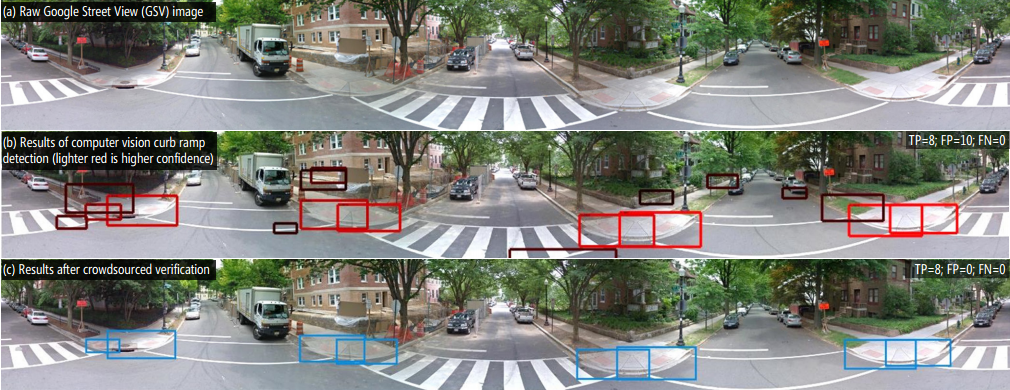 (a) Raw Google Street View (GSV) image
(b) Results of computer vision curb ramp
detection (lighter red is higher confidence)
TP=8; FP=10; FN=0
(c) Results after crowdsourced verification
TP=8; FP=0; FN=0